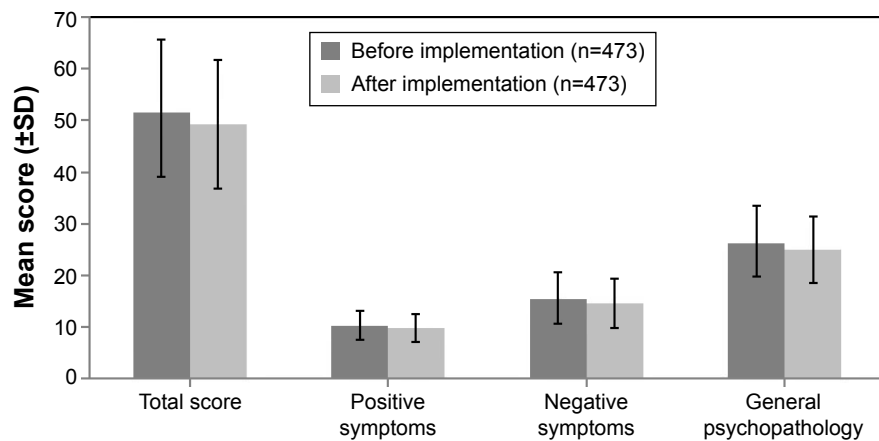 70
60
50
40
30
20
10
0
Mean score (±SD)
Before implementation (n=473)
After implementation (n=473)
Total score
Positive
symptoms
Negative
symptoms
General
psychopathology